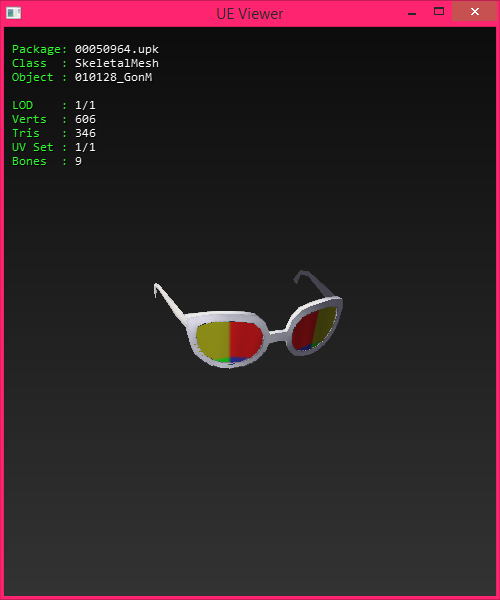 UE Viewer
Package: 00050964.upk
Class  : SkeletalMesh
Object : 010128_GonM
LOD    : 1/1
Verts  : 606
Tris   : 346
UV Set : 1/1
Bones  : 9